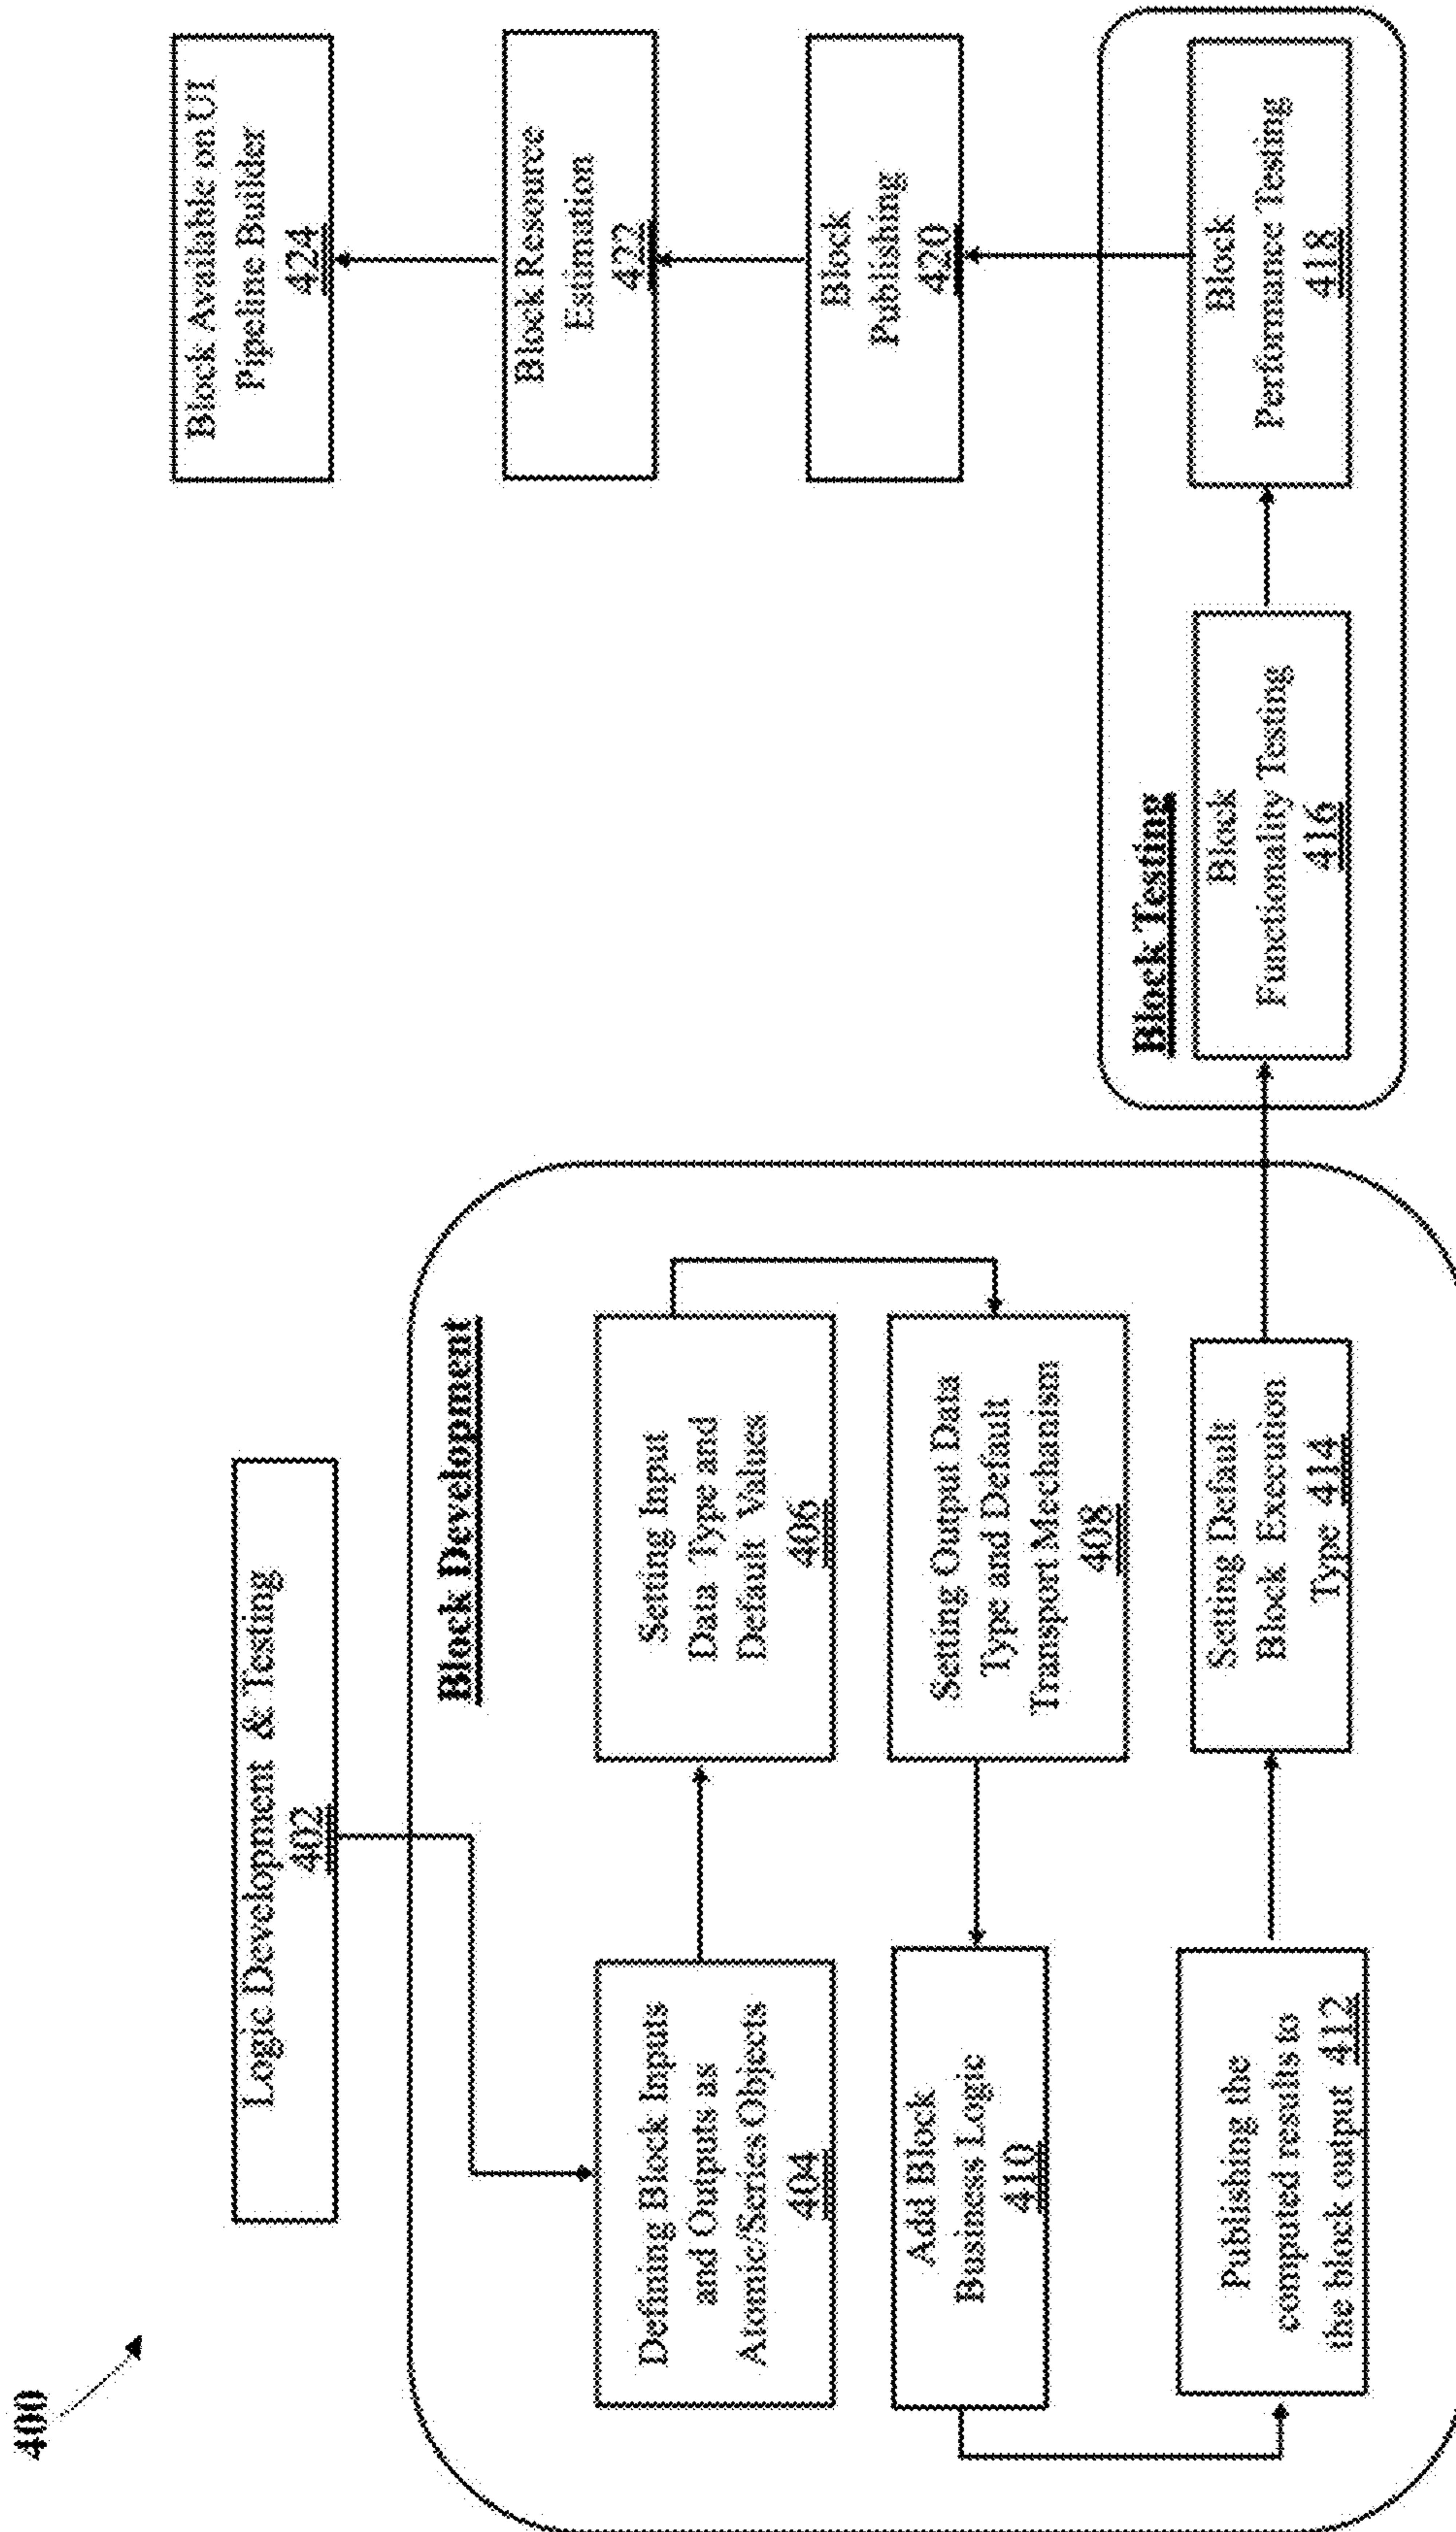 400
Logic Development & Testing
402
Block Development
Defining Block Inputs
and Outputs as
Atomic/Series Objects
404
Setting Input
Data Type and
Default Values
406
Setting Output Data
Type and Default
Transport Mechanism
408
Add Block
Business Logic
410
Publishing the
computed results to
the block output 412
Setting Default
Block Execution
Type 414
Block Testing
Block
Functionality Testing
416
Block
Performance Testing
418
Block
Publishing
420
Block Resource
Estimation
422
Block Available on UI
Pipeline Builder
424